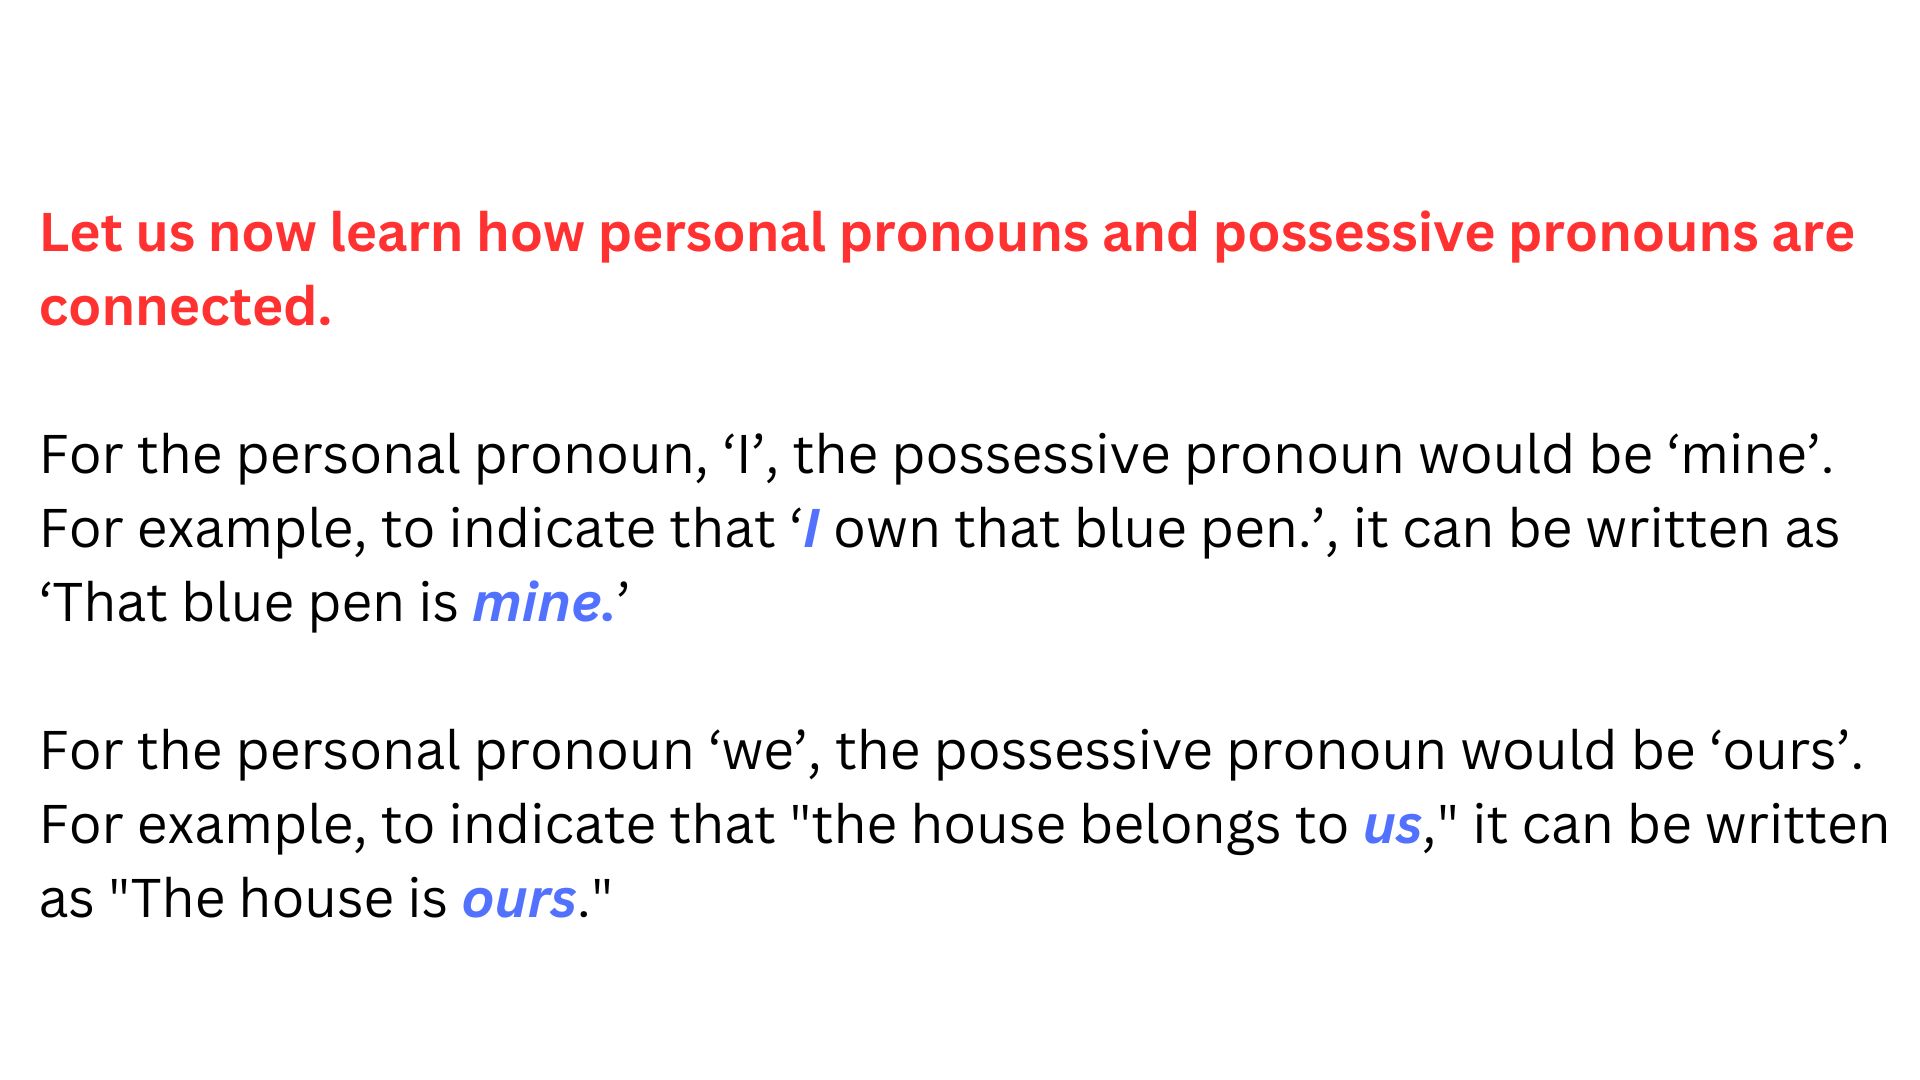 Let us now learn how personal pronouns and possessive pronouns are
connected.
For the personal pronoun, ‘I’, the possessive pronoun would be ‘mine’.
For example, to indicate that ‘I own that blue pen.’, it can be written as
‘That blue pen is mine.’
For the personal pronoun ‘we’, the possessive pronoun would be ‘ours’.
For example, to indicate that "the house belongs to us," it can be written
as "The house is ours."